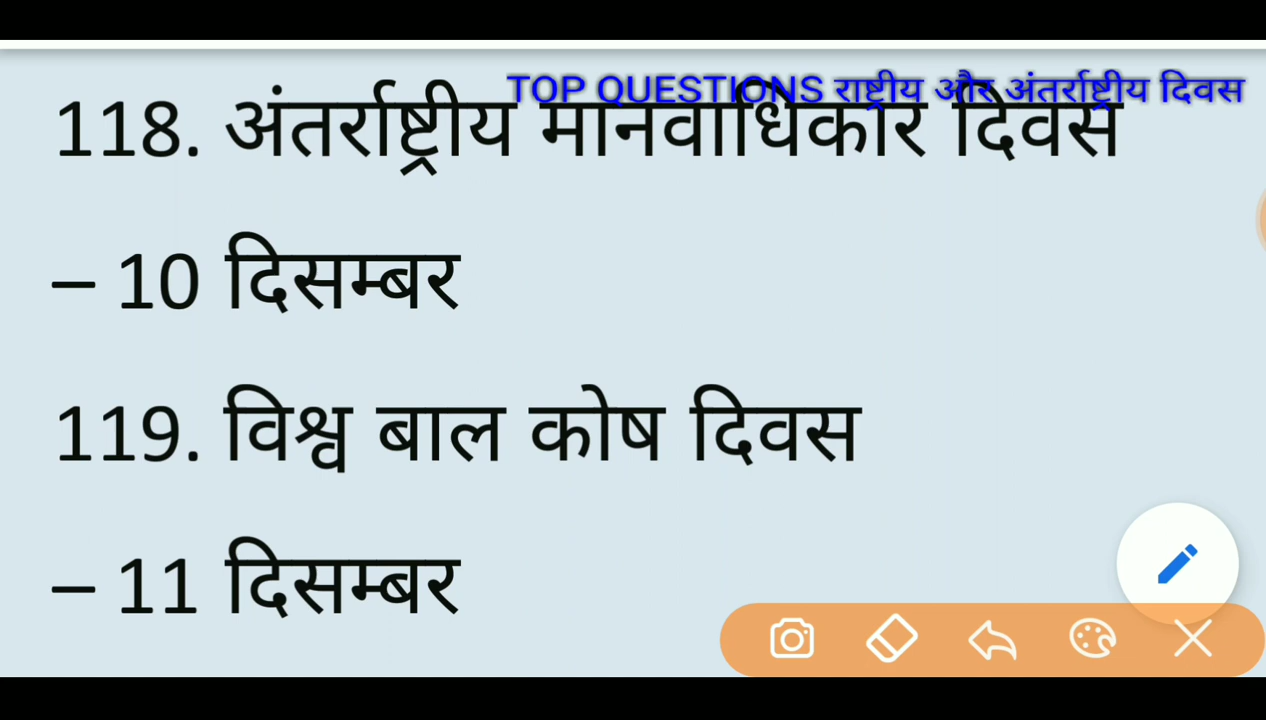 TOP QUESTIONS राष्ट्रीय और अंतर्राष्ट्रीय दिवस
118. अंतर्राष्ट्रीय मानवाधिकार दिवस
– 10 दिसम्बर
119. विश्व बाल कोष दिवस
– 11 दिसम्बर